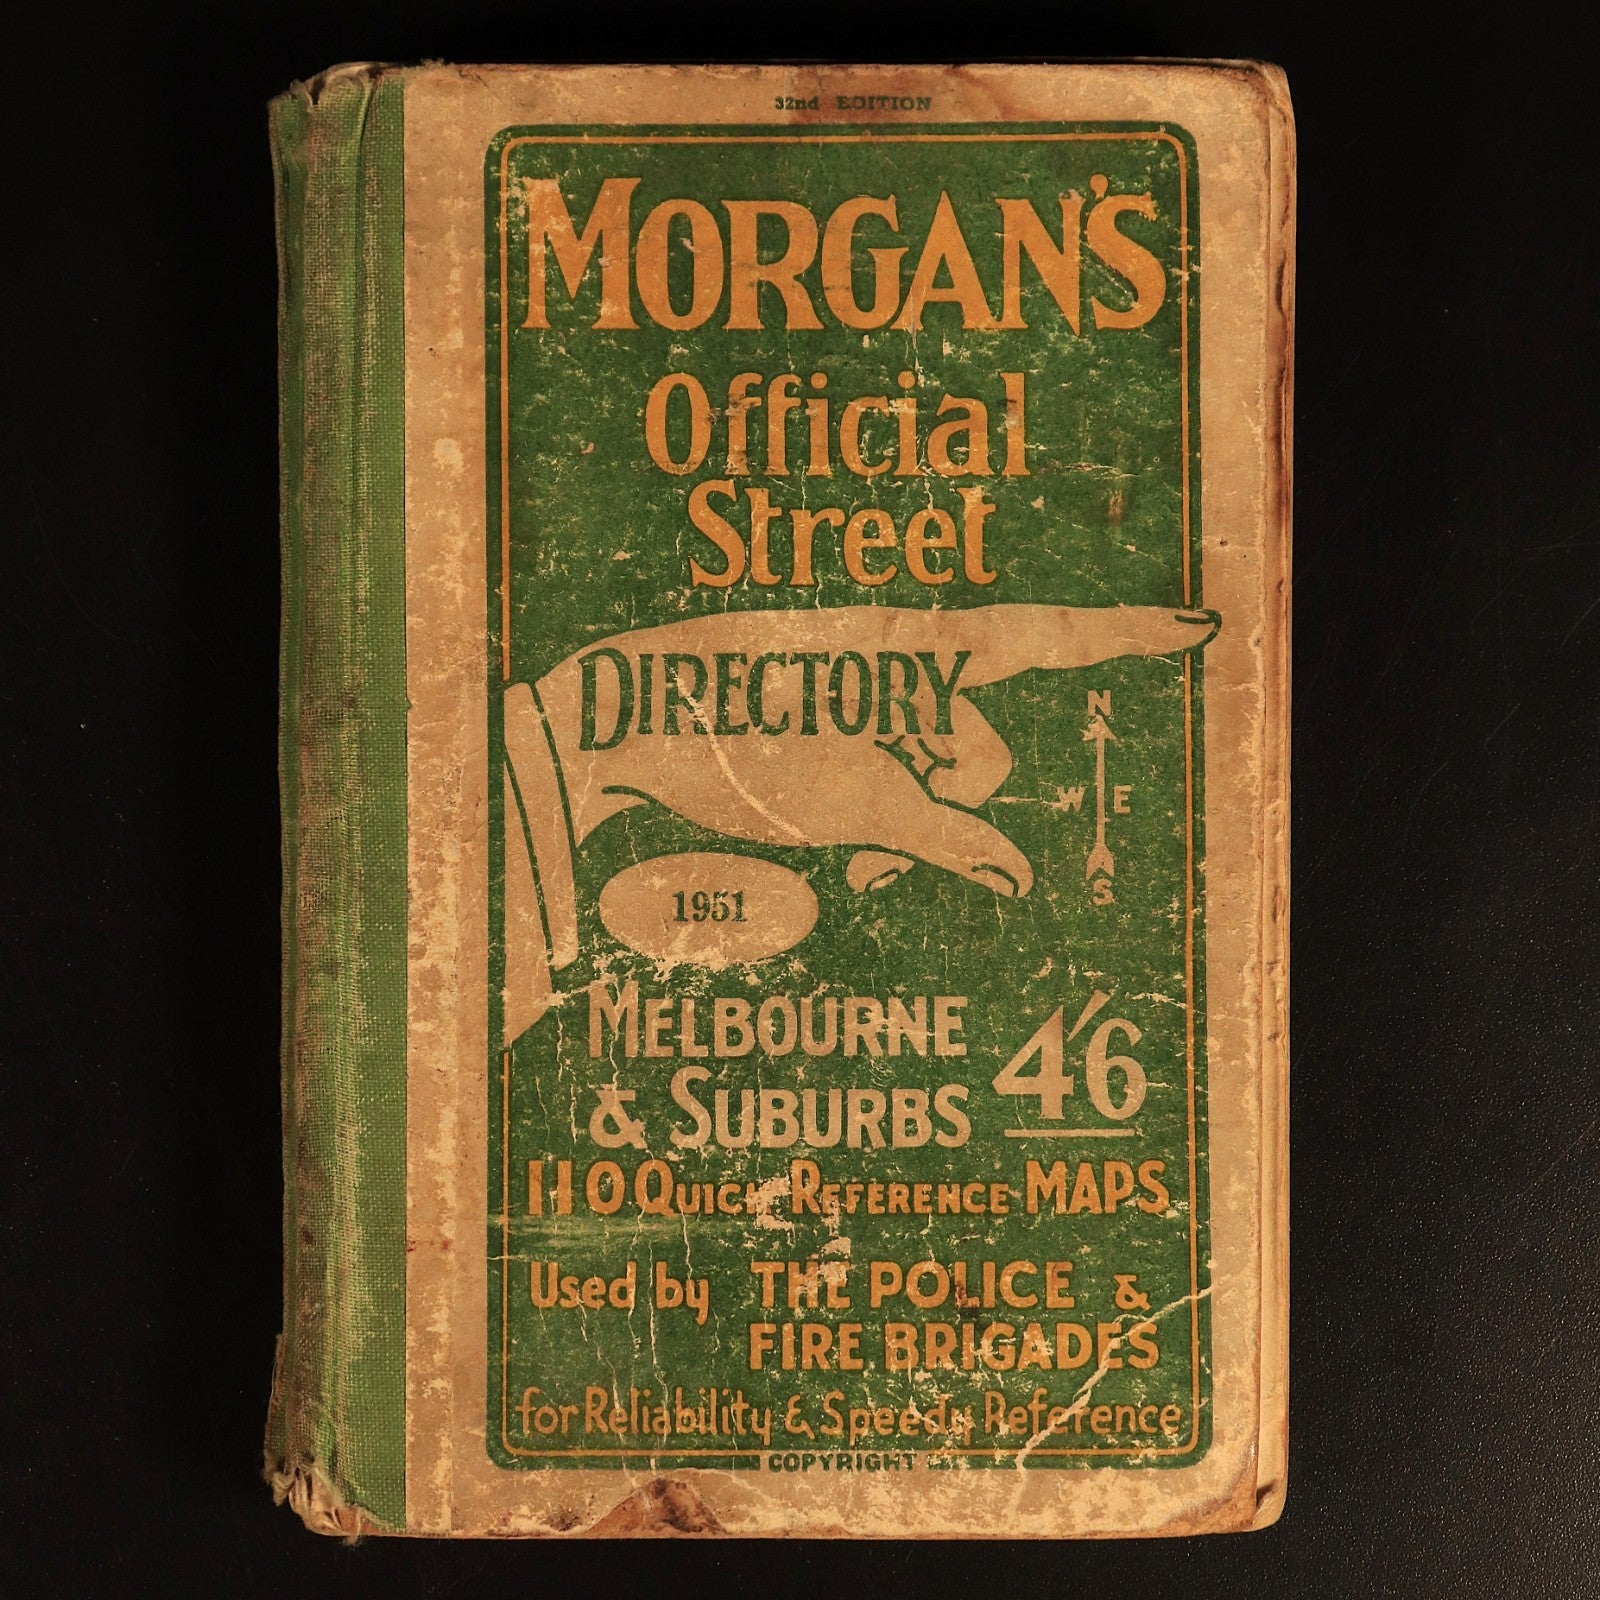 32nd EDITION
MORGAN'S
Official
Street
DIRECTORY
N
W E
S
1951
MELBOURNE
& SUBURBS
4'6
110 QUICK REFERENCE MAPS
Used by THE POLICE &
FIRE BRIGADES
for Reliability & Speedy Reference
COPYRIGHT